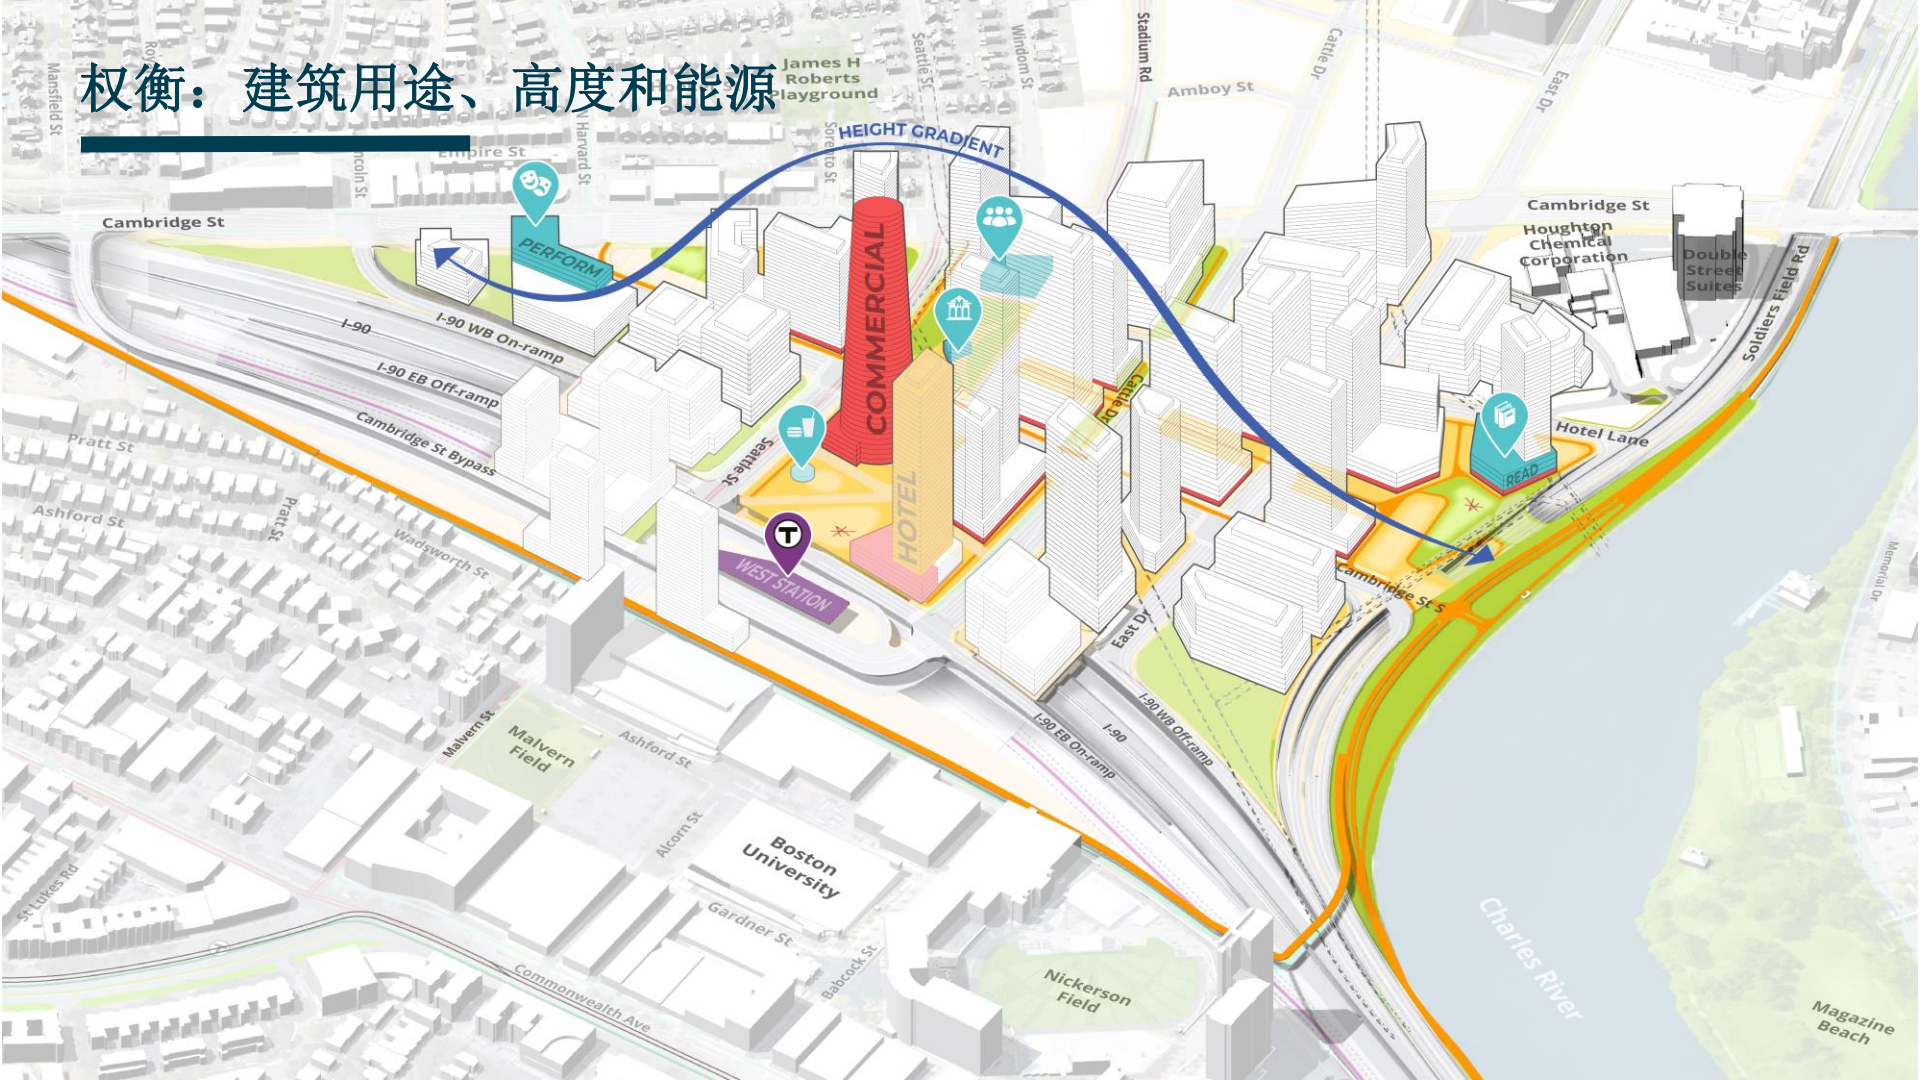 权衡：建筑用途、高度和能源
Mansfield St
James H
Roberts
Playground
Seattle St
Windom St
Stadium Rd
Cattle Dr
Amboy St
East Dr
Empire St
N Harvard St
HEIGHT GRADIENT
Cambridge St
PERFORM
COMMERCIAL
Cambridge St
Houghton
Chemical
Corporation
Double
Street
Suites
Soldiers Field Rd
I-90
I-90 WB On-ramp
I-90 EB Off-ramp
Cambridge St Bypass
Seattle St
Cattle Dr
Hotel Lane
READ
HOTEL
T
WEST STATION
Pratt St
Ashford St
Pratt St
Wadsworth St
Cambridge St S
East Dr
Memorial Dr
Malvern St
Malvern
Field
Ashford St
I-90 EB On-ramp
I-90
I-90 WB Off-ramp
Alcorn St
Boston
University
St Lukes Rd
Gardner St
Babcock St
Commonwealth Ave
Nickerson
Field
Charles River
Magazine
Beach